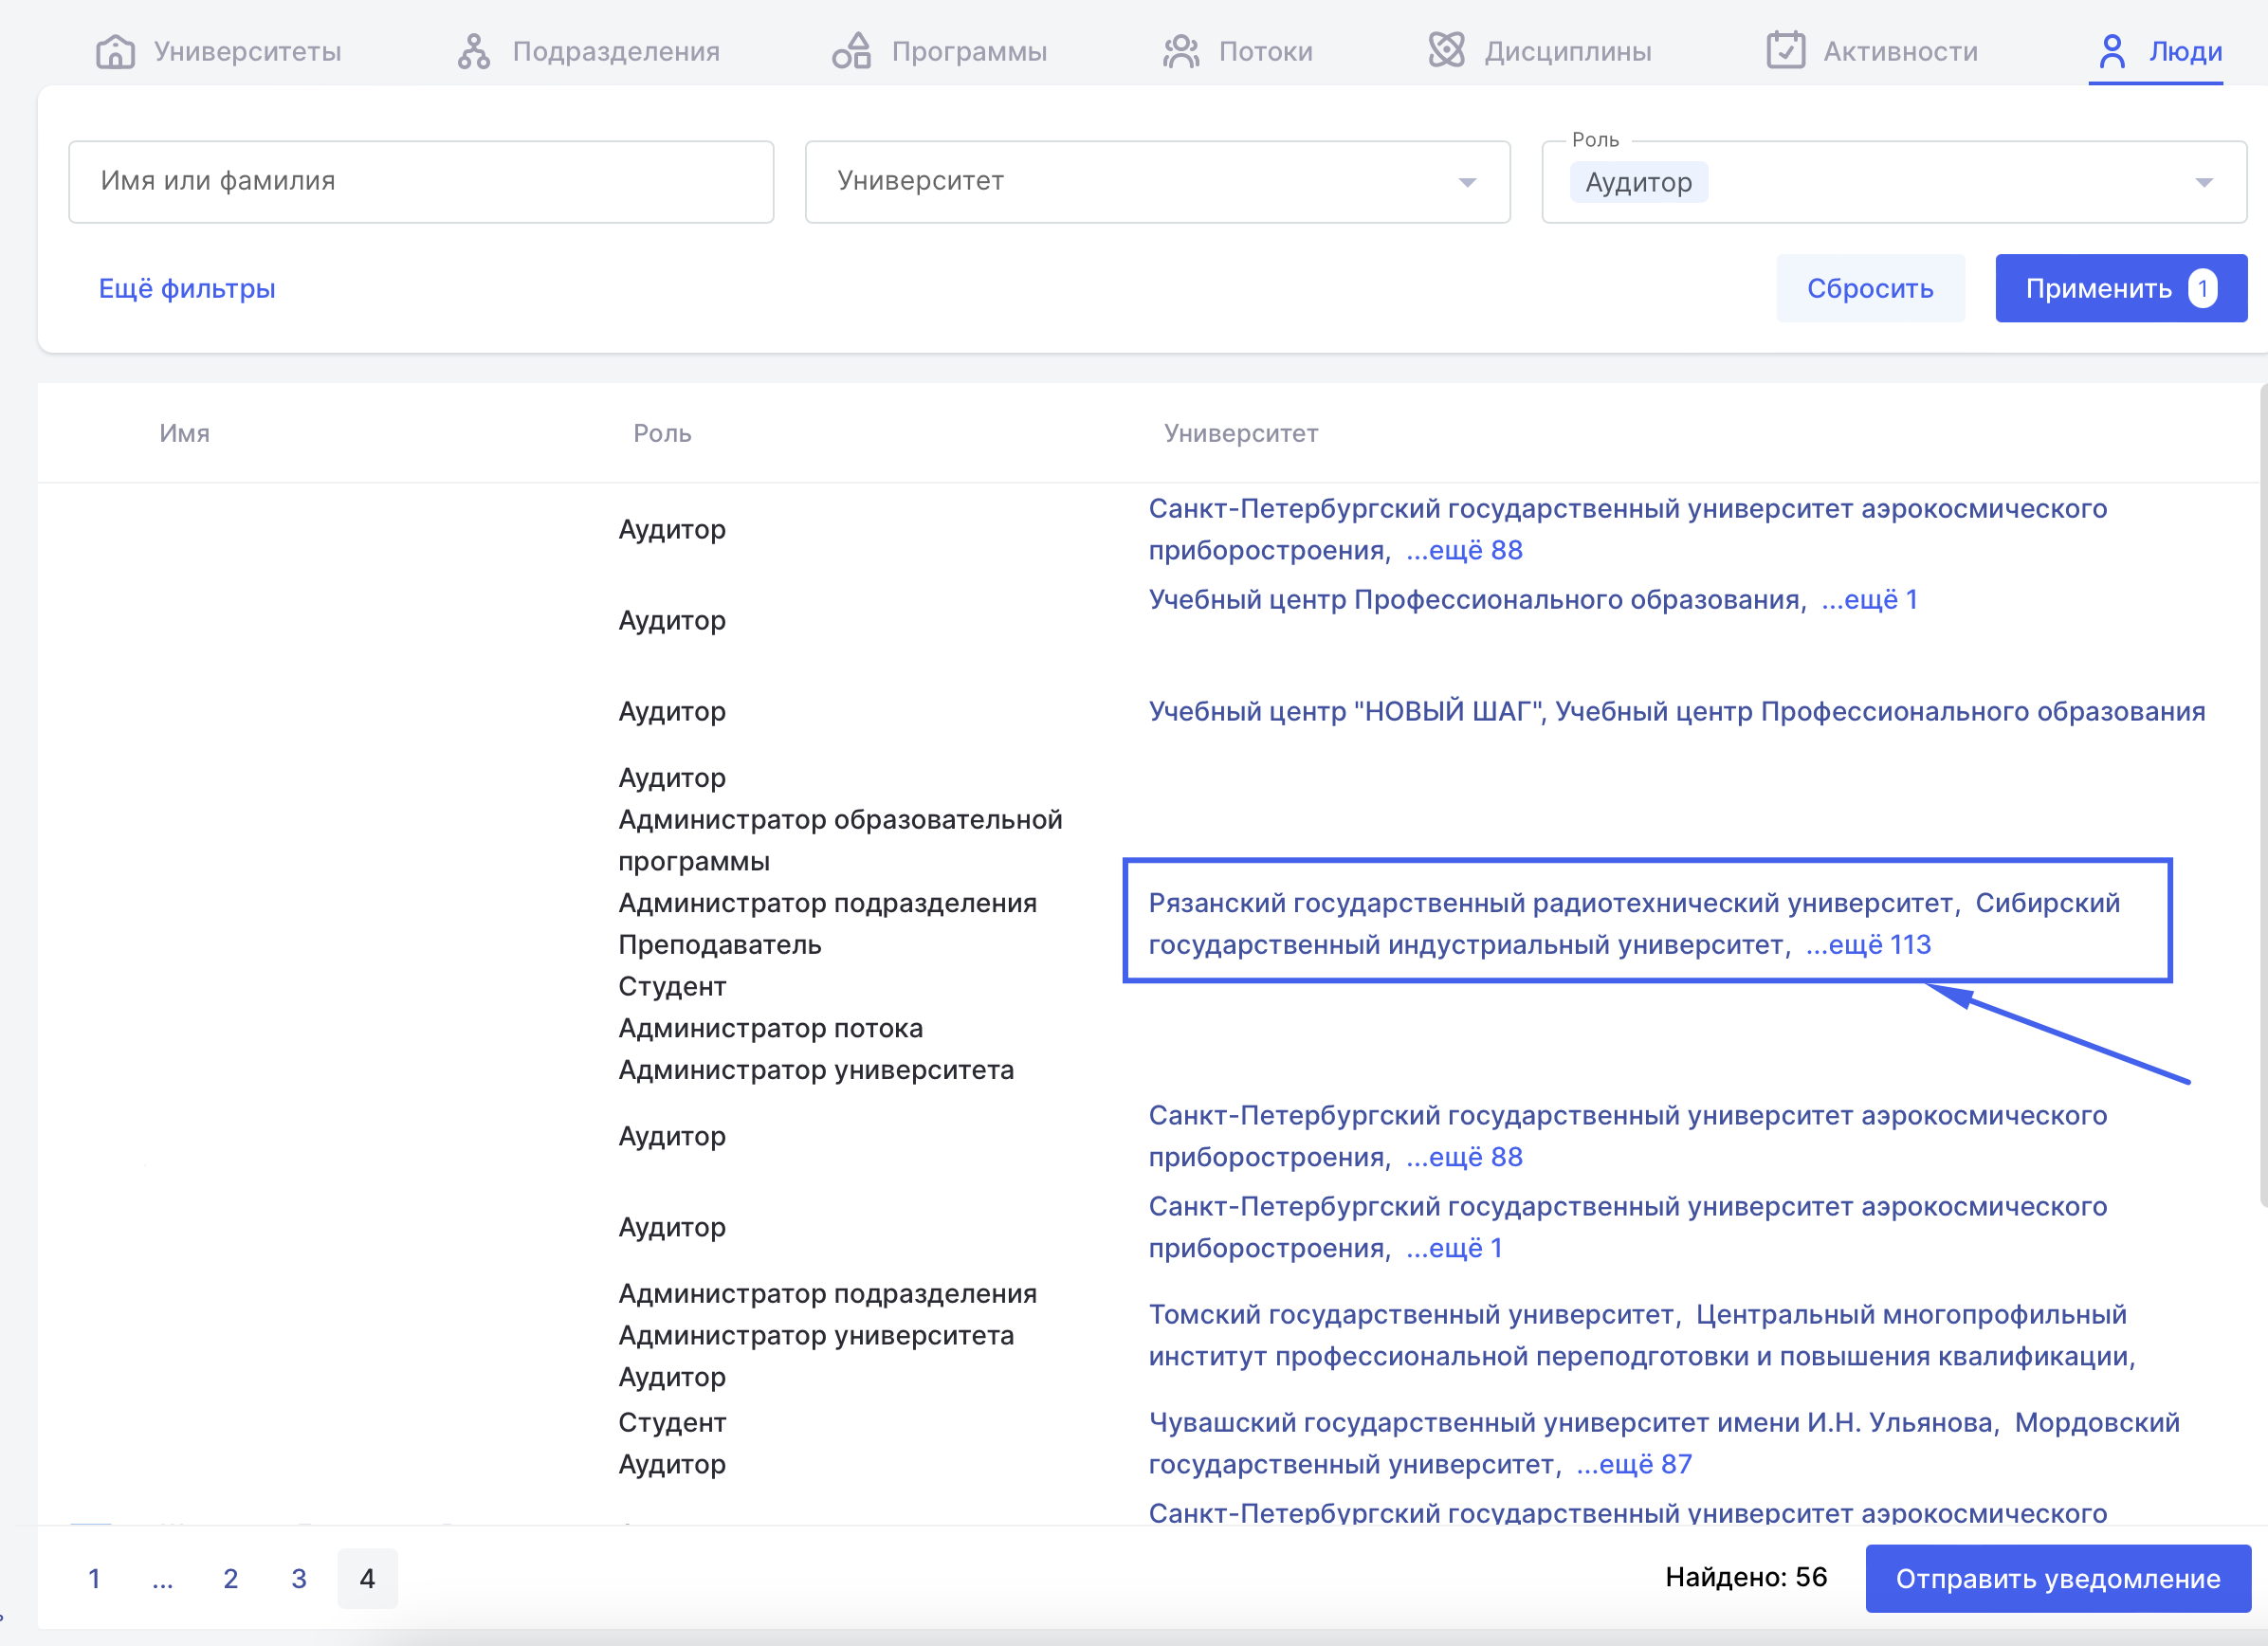 Университеты Подразделения Программы Потоки Дисциплины Активности Люди
Роль
Имя или фамилия Университет Аудитор
Ещё фильтры Сбросить Применить 1
Имя Роль Университет
Аудитор
Санкт-Петербургский государственный университет аэрокосмического
приборостроения, ...ещё 88
Аудитор
Учебный центр Профессионального образования, ...ещё 1
Аудитор
Учебный центр "НОВЫЙ ШАГ", Учебный центр Профессионального образования
Аудитор
Администратор образовательной
программы
Администратор подразделения
Преподаватель
Студент
Администратор потока
Администратор университета
Рязанский государственный радиотехнический университет, Сибирский
государственный индустриальный университет, ...ещё 113
Аудитор
Санкт-Петербургский государственный университет аэрокосмического
приборостроения, ...ещё 88
Аудитор
Санкт-Петербургский государственный университет аэрокосмического
приборостроения, ...ещё 1
Администратор подразделения
Администратор университета
Аудитор
Томский государственный университет, Центральный многопрофильный
институт профессиональной переподготовки и повышения квалификации,
Студент
Аудитор
Чувашский государственный университет имени И.Н. Ульянова, Мордовский
государственный университет, ...ещё 87
Санкт-Петербургский государственный университет аэрокосмического
1 ... 2 3 4 Найдено: 56 Отправить уведомление